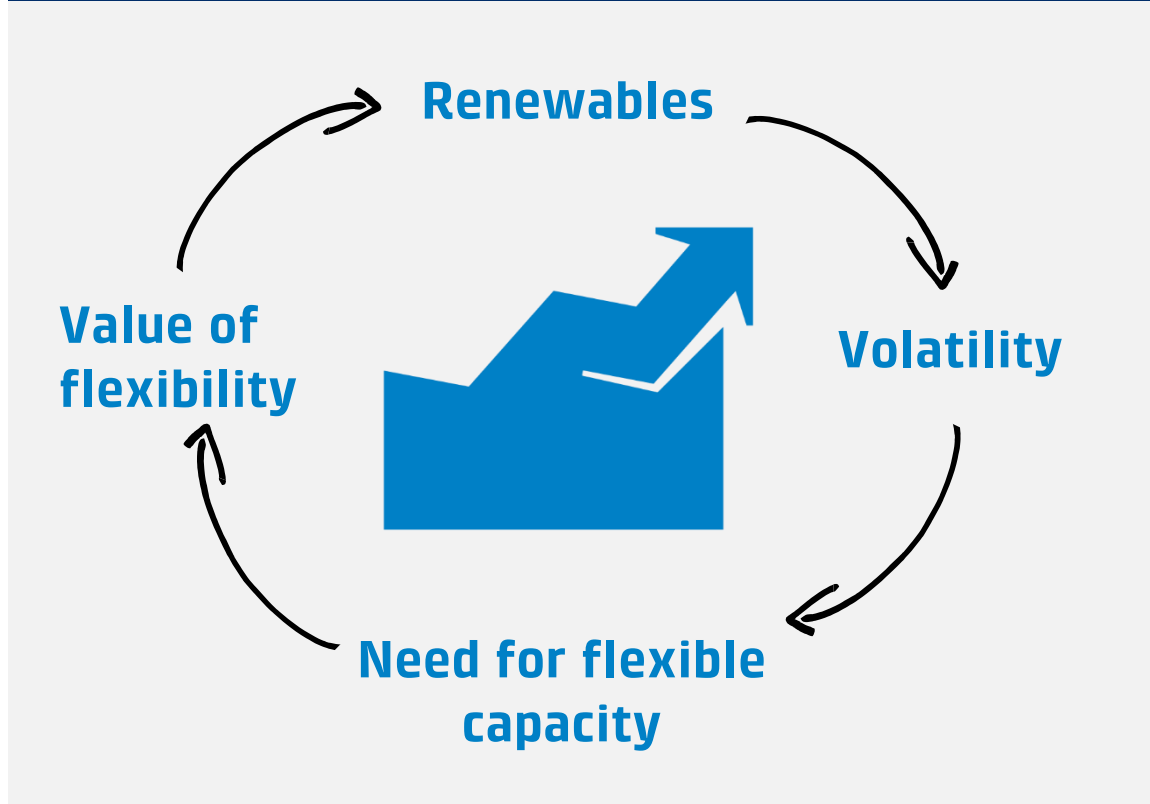 Renewables
Volatility
Need for flexible
capacity
Value of
flexibility